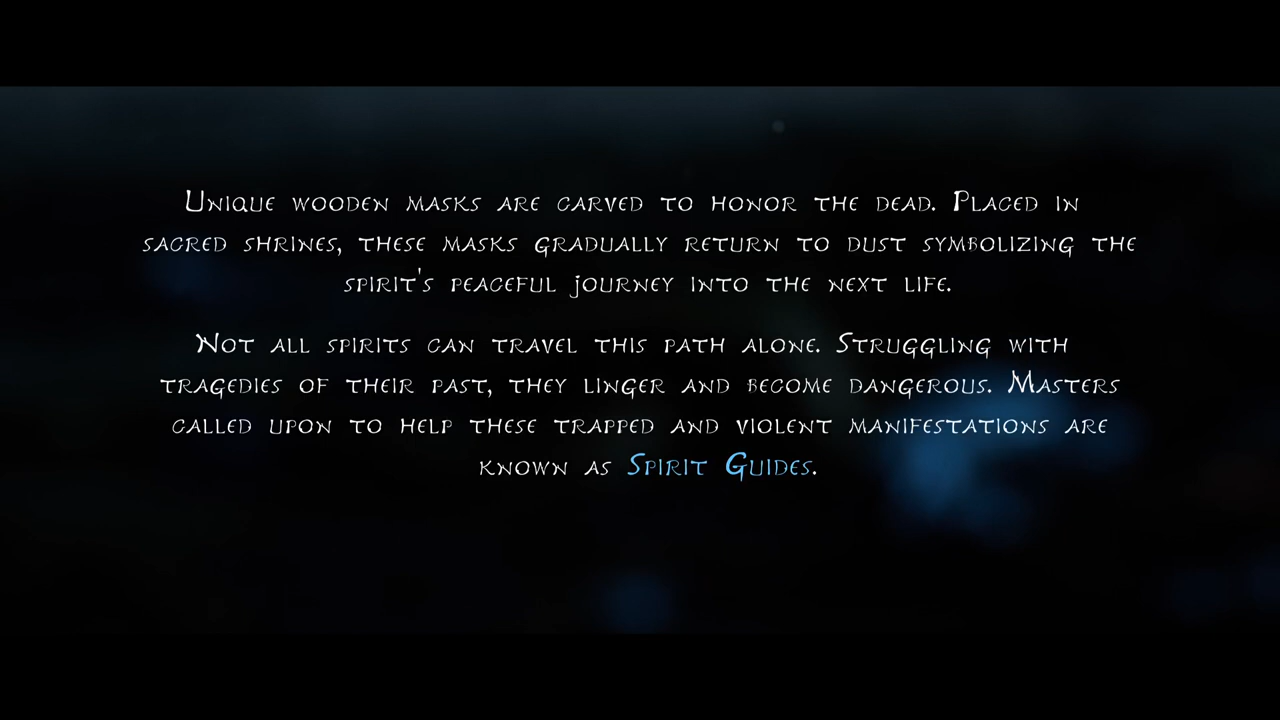 Unique wooden masks are carved to honor the dead. Placed in
sacred shrines, these masks gradually return to dust symbolizing the
spirit's peaceful journey into the next life.
Not all spirits can travel this path alone. Struggling with
tragedies of their past, they linger and become dangerous. Masters
called upon to help these trapped and violent manifestations are
known as Spirit Guides.